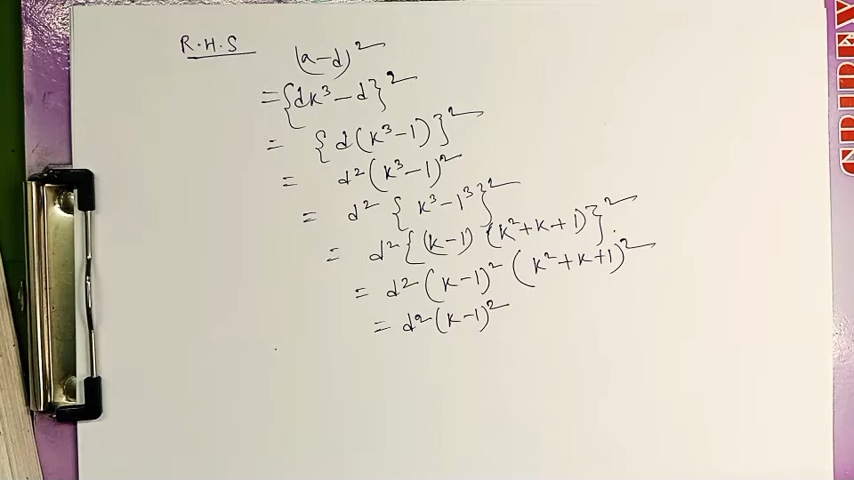 R.H.S
(a-d)²
= {dk³-d}²
= {d(k³-1)}²
= d²(k³-1)²
= d² {k³-1³}²
= d²{(k-1) (k²+k+1)}².
= d² (k-1)² (k²+k+1)²
= d²(k-1)²